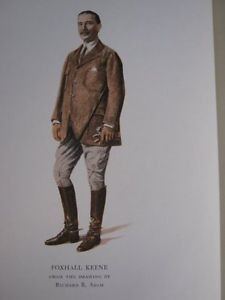 FOXHALL KEENE
FROM THE DRAWING BY
RICHARD B. ADAM